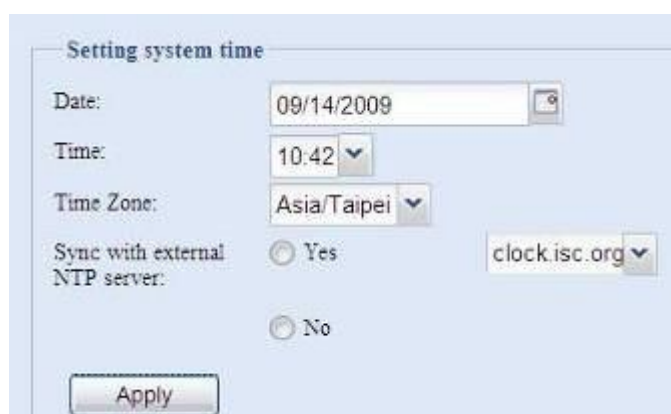 Setting system time
Date: 09/14/2009
Time: 10:42
Time Zone: Asia/Taipei
Sync with external NTP server: Yes clock.isc.org
No
Apply